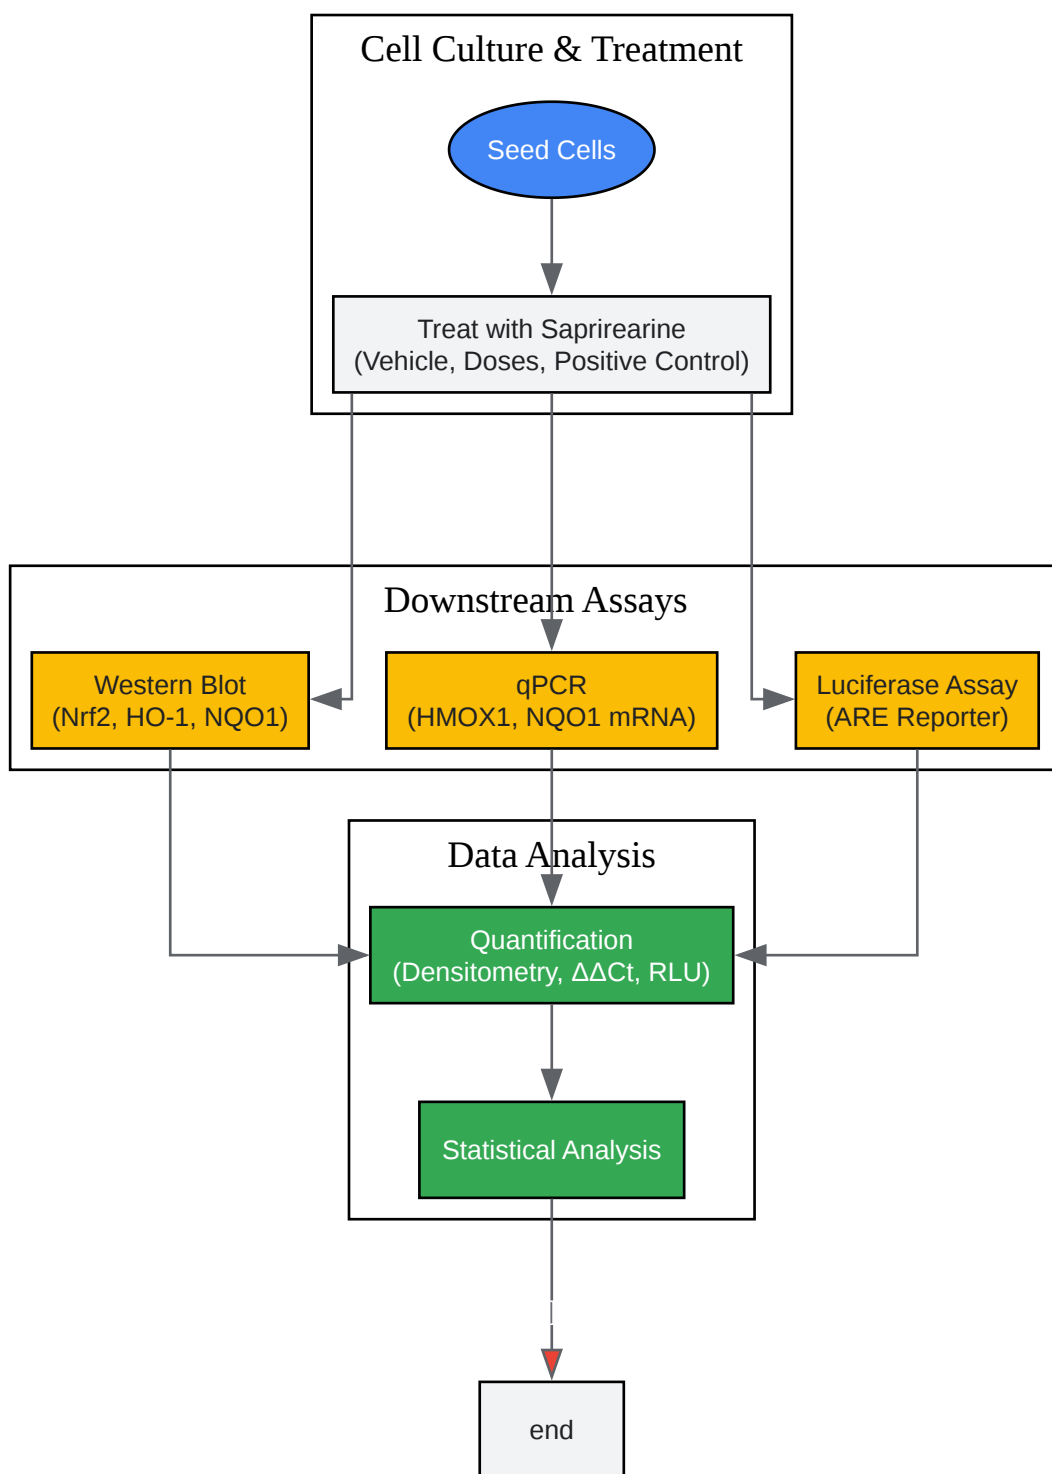 Cell Culture & Treatment
Seed Cells
Treat with Saprirearine
(Vehicle, Doses, Positive Control)
Downstream Assays
Western Blot
(Nrf2, HO-1, NQO1)
qPCR
(HMOX1, NQO1 mRNA)
Luciferase Assay
(ARE Reporter)
Data Analysis
Quantification
(Densitometry, ΔΔCt, RLU)
Statistical Analysis
end